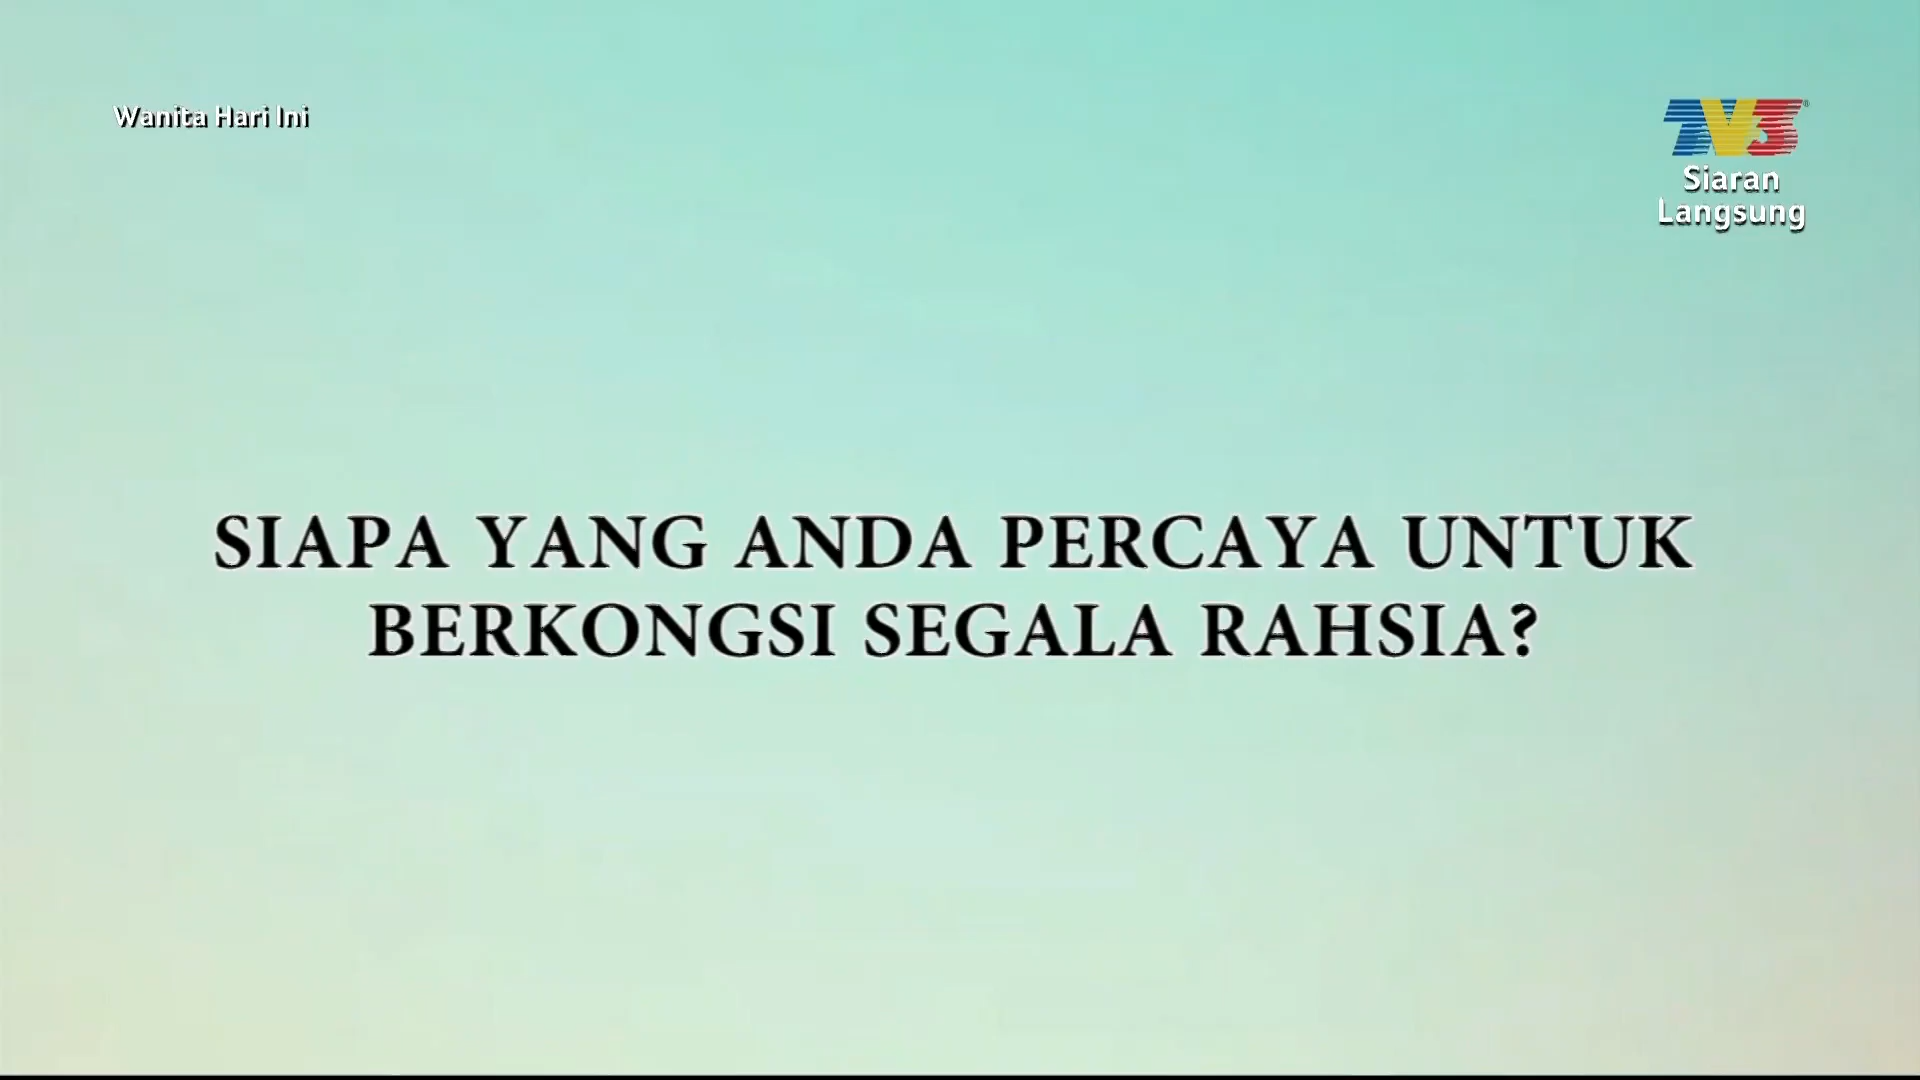 Wanita Hari Ini
TV3
Siaran
Langsung
SIAPA YANG ANDA PERCAYA UNTUK
BERKONGSI SEGALA RAHSIA?